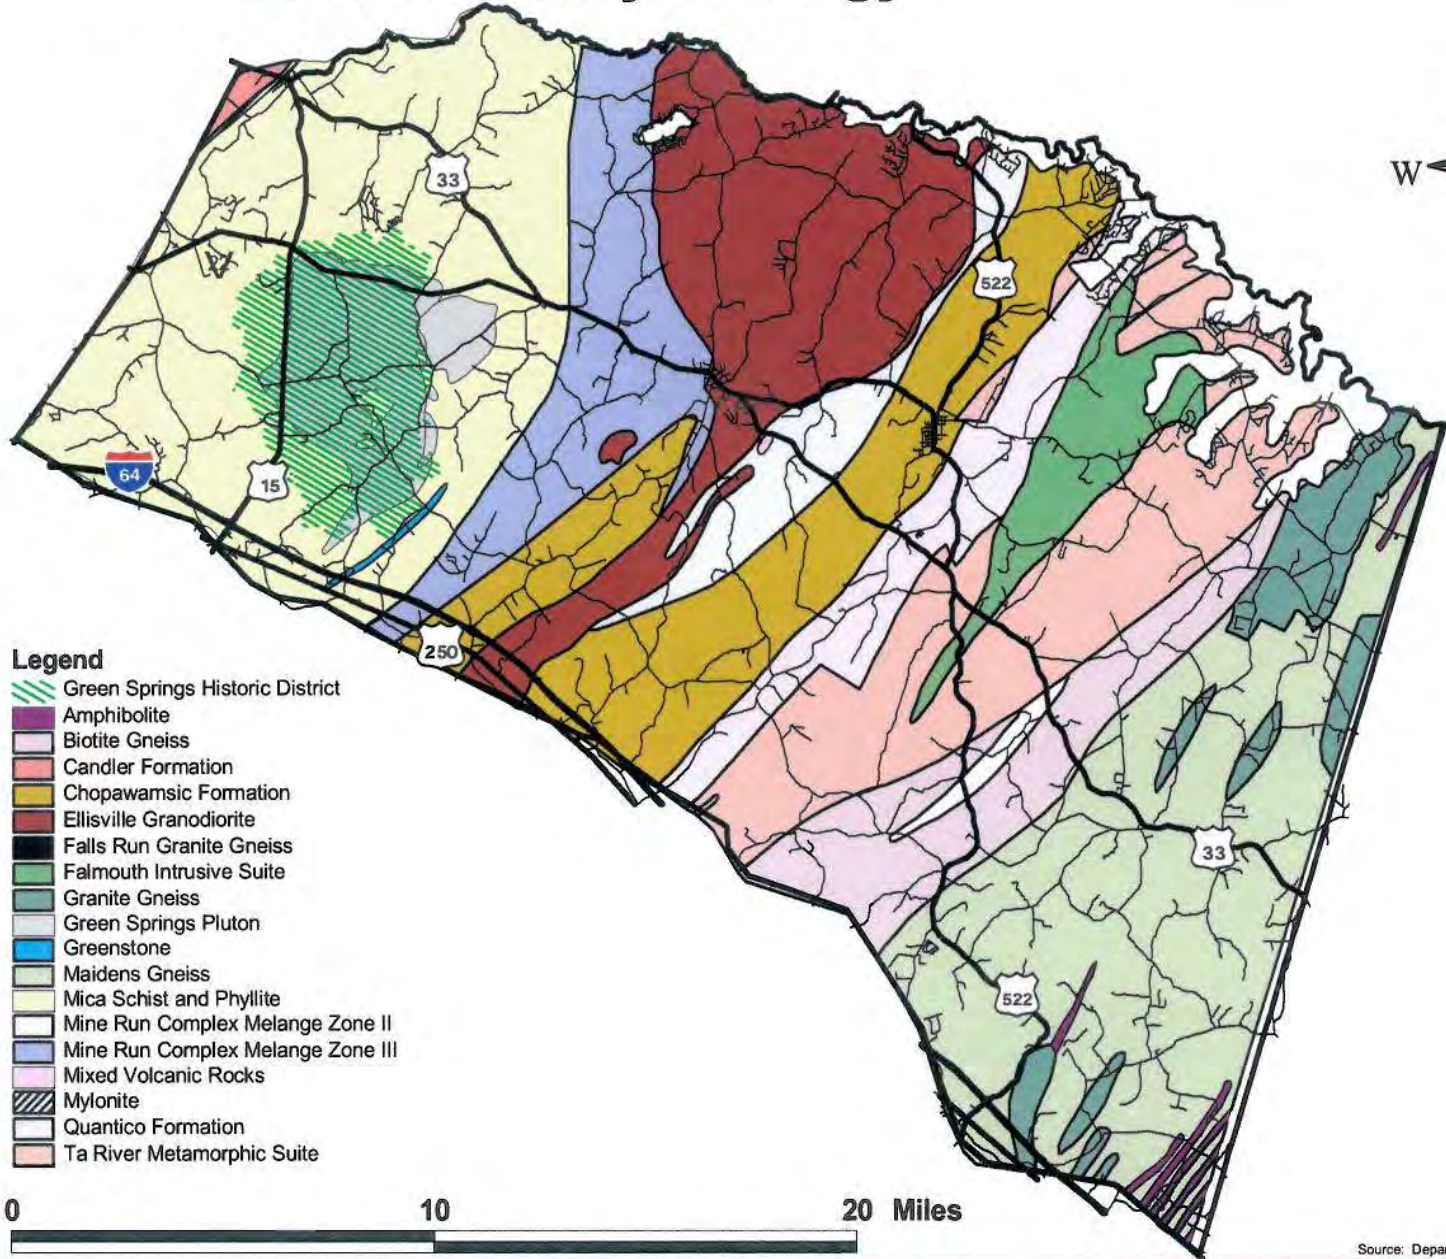 W
33
522
64
15
250
33
522
Legend
Green Springs Historic District
Amphibolite
Biotite Gneiss
Candler Formation
Chopawamsic Formation
Ellisville Granodiorite
Falls Run Granite Gneiss
Falmouth Intrusive Suite
Granite Gneiss
Green Springs Pluton
Greenstone
Maidens Gneiss
Mica Schist and Phyllite
Mine Run Complex Melange Zone II
Mine Run Complex Melange Zone III
Mixed Volcanic Rocks
Mylonite
Quantico Formation
Ta River Metamorphic Suite
0 10 20 Miles
Source: Depar